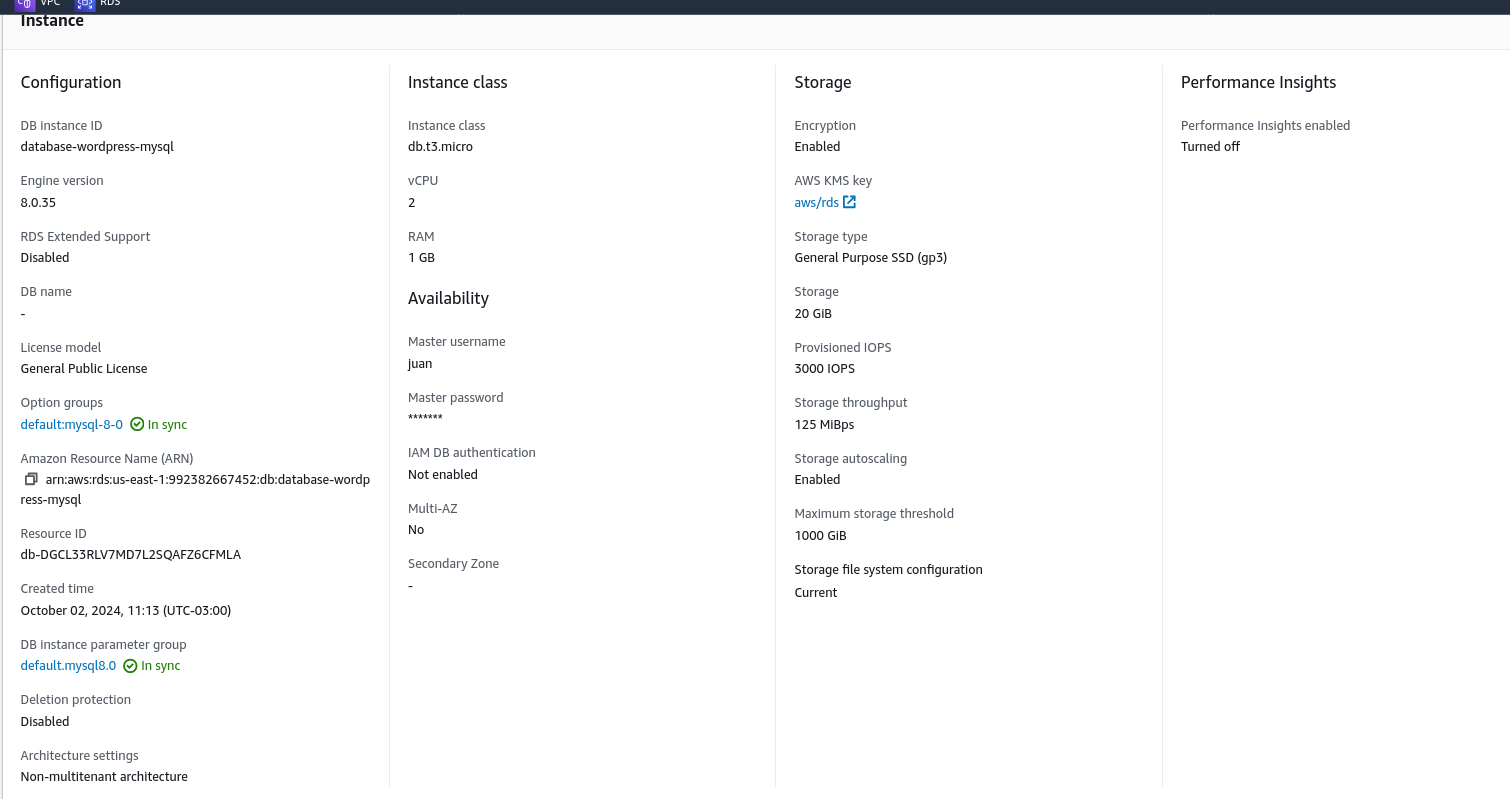 VPC RDS
Instance
Configuration
DB instance ID
database-wordpress-mysql
Engine version
8.0.35
RDS Extended Support
Disabled
DB name
-
License model
General Public License
Option groups
default:mysql-8-0 In sync
Amazon Resource Name (ARN)
arn:aws:rds:us-east-1:992382667452:db:database-wordp
ress-mysql
Resource ID
db-DGCL33RLV7MD7L2SQAFZ6CFMLA
Created time
October 02, 2024, 11:13 (UTC-03:00)
DB instance parameter group
default.mysql8.0 In sync
Deletion protection
Disabled
Architecture settings
Non-multitenant architecture
Instance class
Instance class
db.t3.micro
vCPU
2
RAM
1 GB
Availability
Master username
juan
Master password
*******
IAM DB authentication
Not enabled
Multi-AZ
No
Secondary Zone
-
Storage
Encryption
Enabled
AWS KMS key
aws/rds
Storage type
General Purpose SSD (gp3)
Storage
20 GiB
Provisioned IOPS
3000 IOPS
Storage throughput
125 MiBps
Storage autoscaling
Enabled
Maximum storage threshold
1000 GiB
Storage file system configuration
Current
Performance Insights
Performance Insights enabled
Turned off